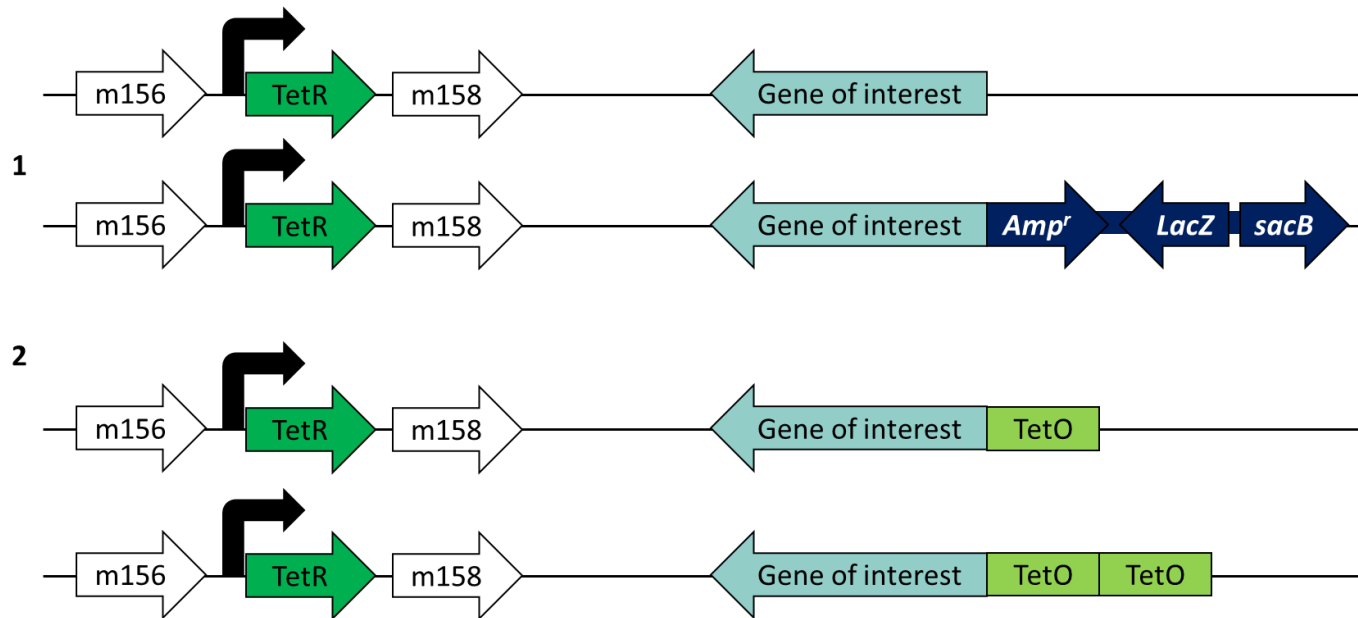 m156 TetR m158 Gene of interest
1
m156 TetR m158 Gene of interest Ampʳ LacZ sacB
2
m156 TetR m158 Gene of interest TetO
m156 TetR m158 Gene of interest TetO TetO